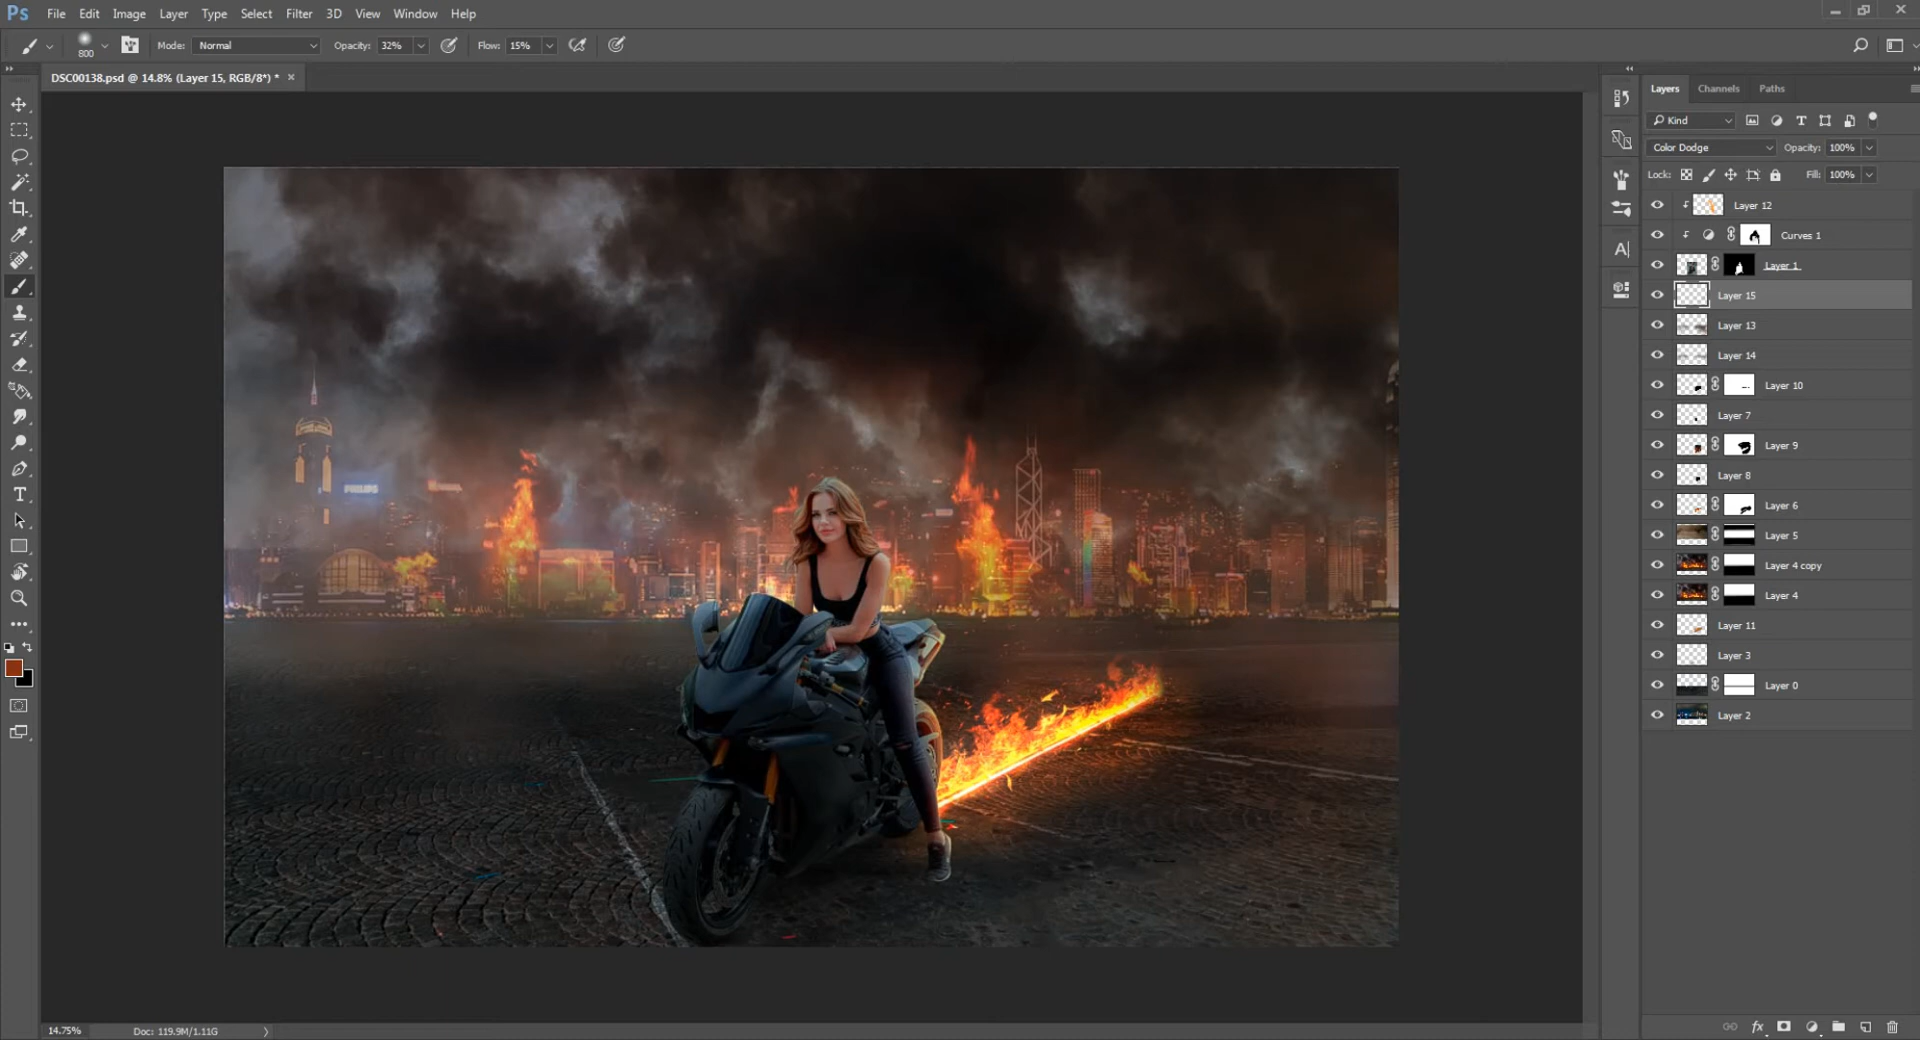 Ps File Edit Image Layer Type Select Filter 3D View Window Help
800 Mode: Normal Opacity: 32% Flow: 15%
DSC00138.psd @ 14.8% (Layer 15, RGB/8*) * ×
Layers Channels Paths
Kind
Color Dodge Opacity: 100%
Lock: Fill: 100%
Layer 12
Curves 1
Layer 1
Layer 15
Layer 13
Layer 14
Layer 10
Layer 7
Layer 9
Layer 8
Layer 6
Layer 5
Layer 4 copy
Layer 4
Layer 11
Layer 3
Layer 0
Layer 2
PHILIPS
14.75% Doc: 119.9M/1.11G